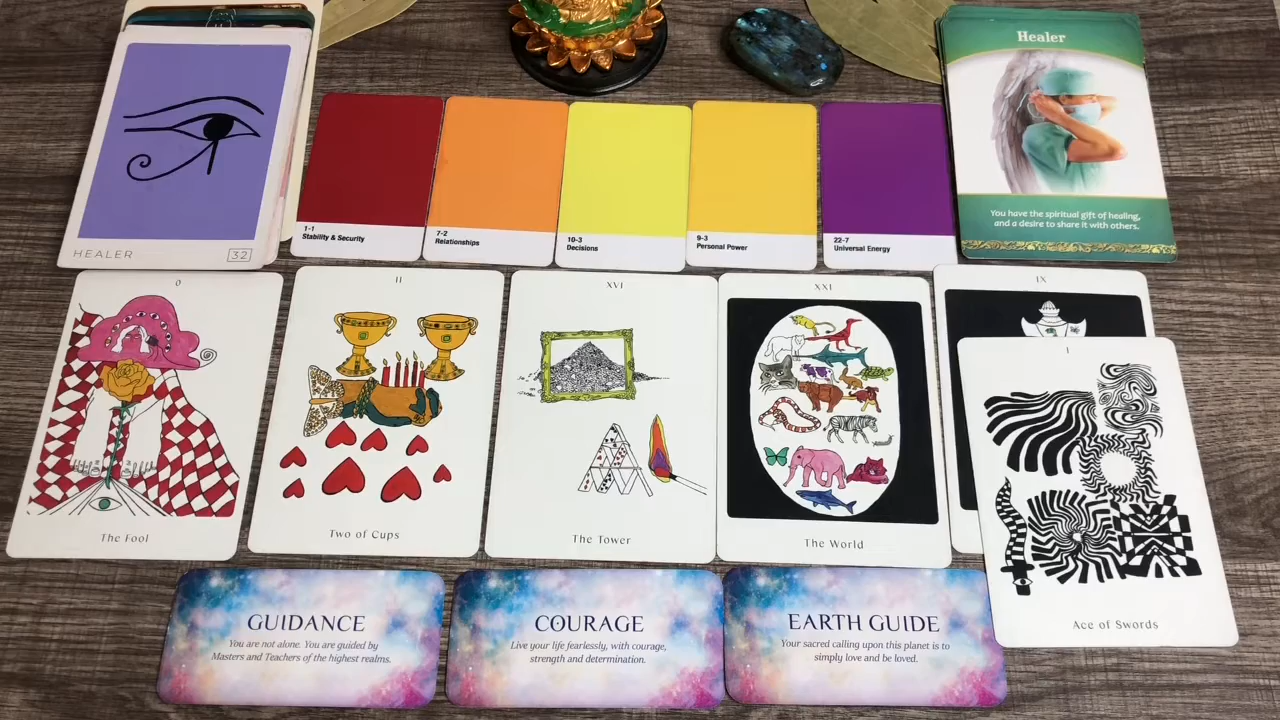 HEALER
32
1-1
Stability & Security
7-2
Relationships
10-3
Decisions
9-3
Personal Power
22-7
Universal Energy
Healer
You have the spiritual gift of healing,
and a desire to share it with others.
0
The Fool
II
Two of Cups
XVI
The Tower
XXI
The World
IX
I
Ace of Swords
GUIDANCE
You are not alone. You are guided by
Masters and Teachers of the highest realms.
COURAGE
Live your life fearlessly, with courage,
strength and determination.
EARTH GUIDE
Your sacred calling upon this planet is to
simply love and be loved.